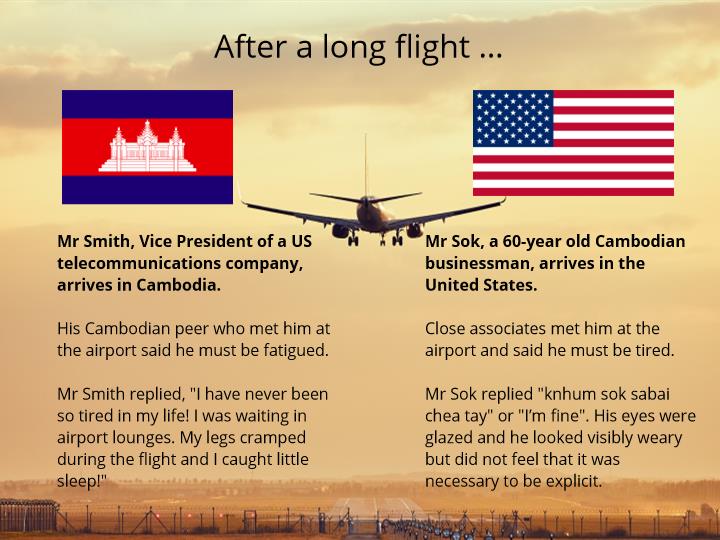 After a long flight ...
Mr Smith, Vice President of a US
telecommunications company,
arrives in Cambodia.
His Cambodian peer who met him at
the airport said he must be fatigued.
Mr Smith replied, "I have never been
so tired in my life! I was waiting in
airport lounges. My legs cramped
during the flight and I caught little
sleep!"
Mr Sok, a 60-year old Cambodian
businessman, arrives in the
United States.
Close associates met him at the
airport and said he must be tired.
Mr Sok replied "knhum sok sabai
chea tay" or "I’m fine". His eyes were
glazed and he looked visibly weary
but did not feel that it was
necessary to be explicit.